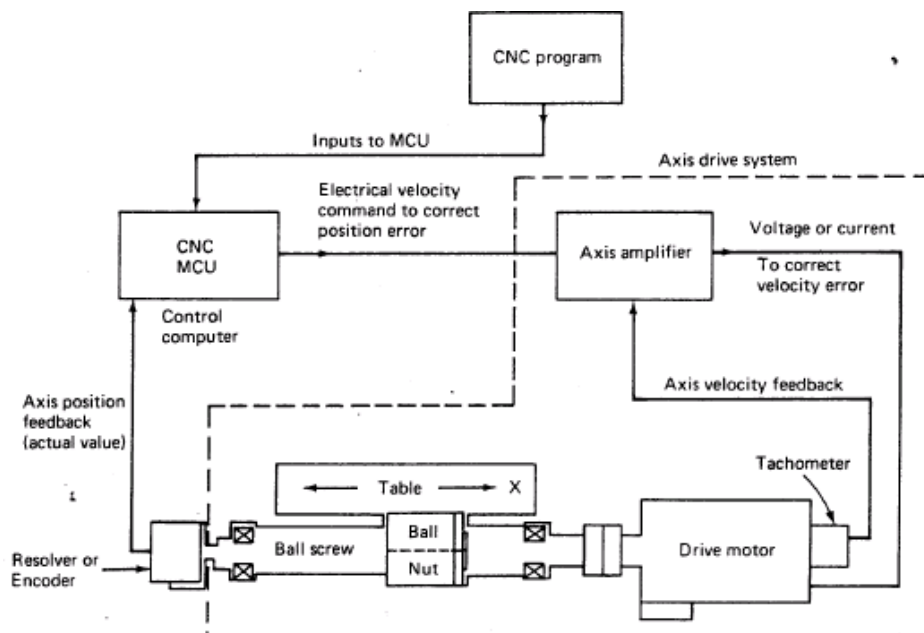 CNC program
Inputs to MCU
Axis drive system
Electrical velocity
command to correct
position error
CNC
MCU
Axis amplifier
Voltage or current
To correct
velocity error
Control
computer
Axis velocity feedback
Axis position
feedback
(actual value)
Tachometer
Table X
Ball
Nut
Ball screw
Drive motor
Resolver or
Encoder